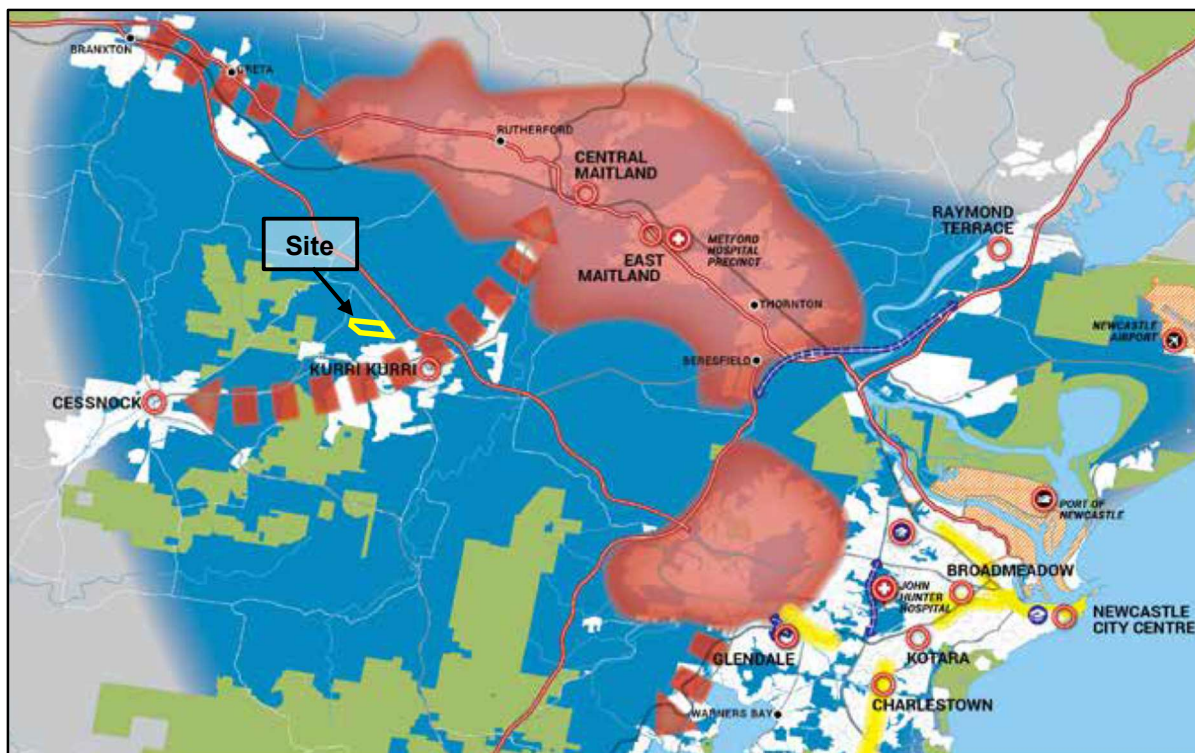 BRANXTON
GRETA
RUTHERFORD
CENTRAL
MAITLAND
Site
EAST
MAITLAND
METFORD
HOSPITAL
PRECINCT
RAYMOND
TERRACE
THORNTON
NEWCASTLE
AIRPORT
BERESFIELD
KURRI KURRI
CESSNOCK
PORT OF
NEWCASTLE
BROADMEADOW
JOHN
HUNTER
HOSPITAL
NEWCASTLE
CITY CENTRE
GLENDALE
KOTARA
CHARLESTOWN
WARNERS BAY